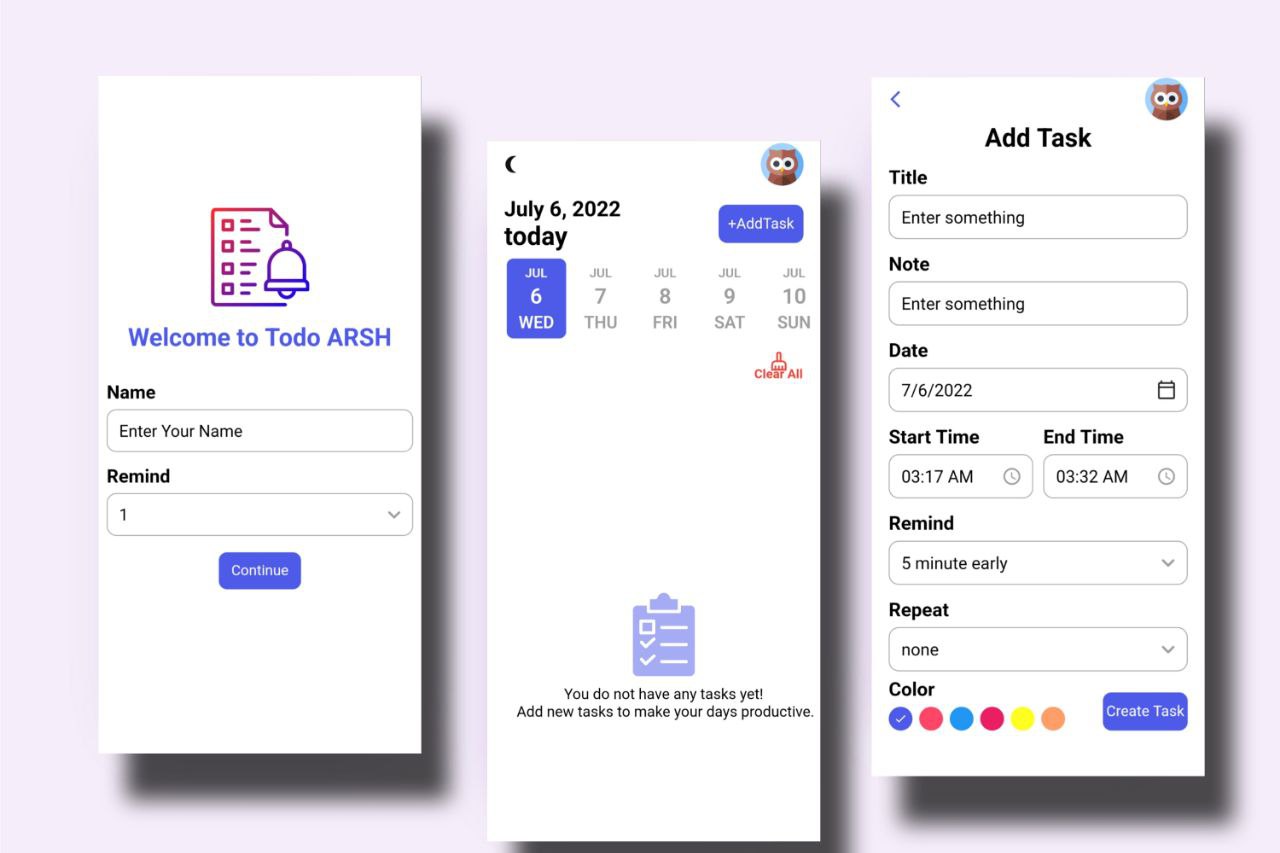 Welcome to Todo ARSH
Name
Enter Your Name
Remind
1
Continue
July 6, 2022
today
+AddTask
JUL JUL JUL JUL JUL
6 7 8 9 10
WED THU FRI SAT SUN
Clear All
You do not have any tasks yet!
Add new tasks to make your days productive.
Add Task
Title
Enter something
Note
Enter something
Date
7/6/2022
Start Time End Time
03:17 AM 03:32 AM
Remind
5 minute early
Repeat
none
Color
Create Task